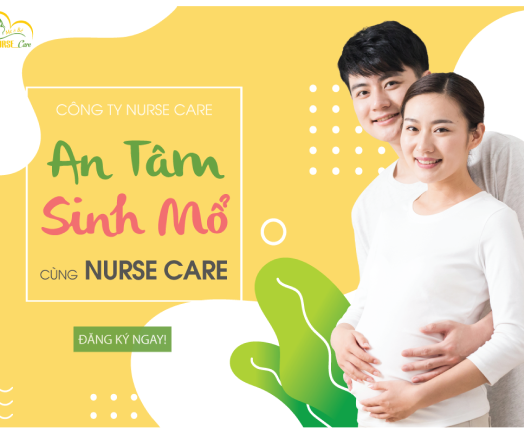 CÔNG TY NURSE CARE
An Tâm
Sinh Mổ
CÙNG NURSE CARE
ĐĂNG KÝ NGAY!